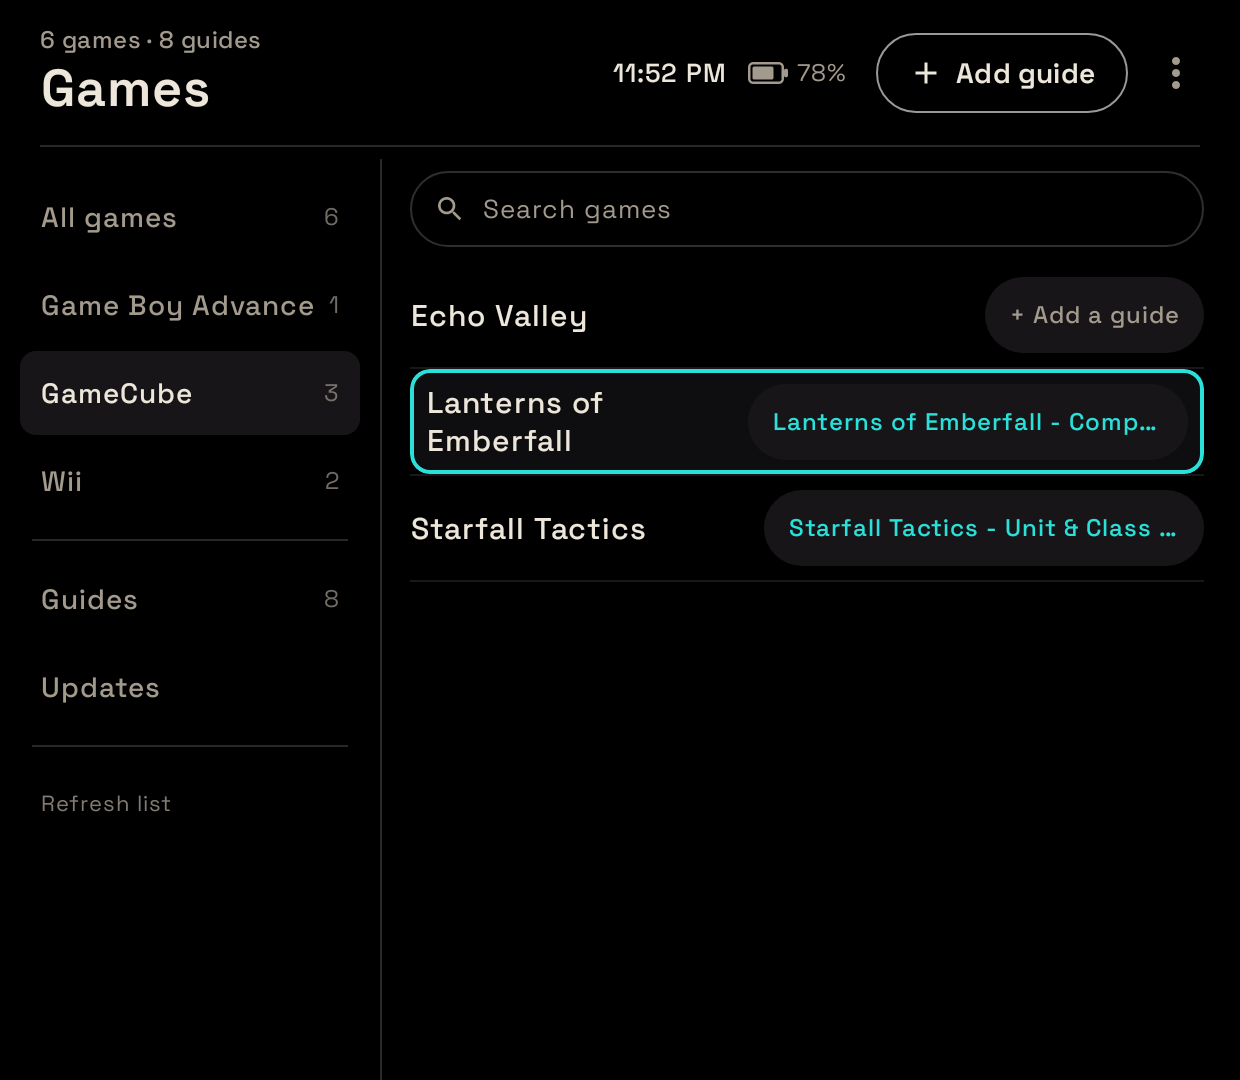 6 games · 8 guides
Games
11:52 PM
78%
+ Add guide
All games 6
Game Boy Advance 1
GameCube 3
Wii 2
Guides 8
Updates
Refresh list
Search games
Echo Valley
+ Add a guide
Lanterns of
Emberfall
Lanterns of Emberfall - Comp…
Starfall Tactics
Starfall Tactics - Unit & Class …